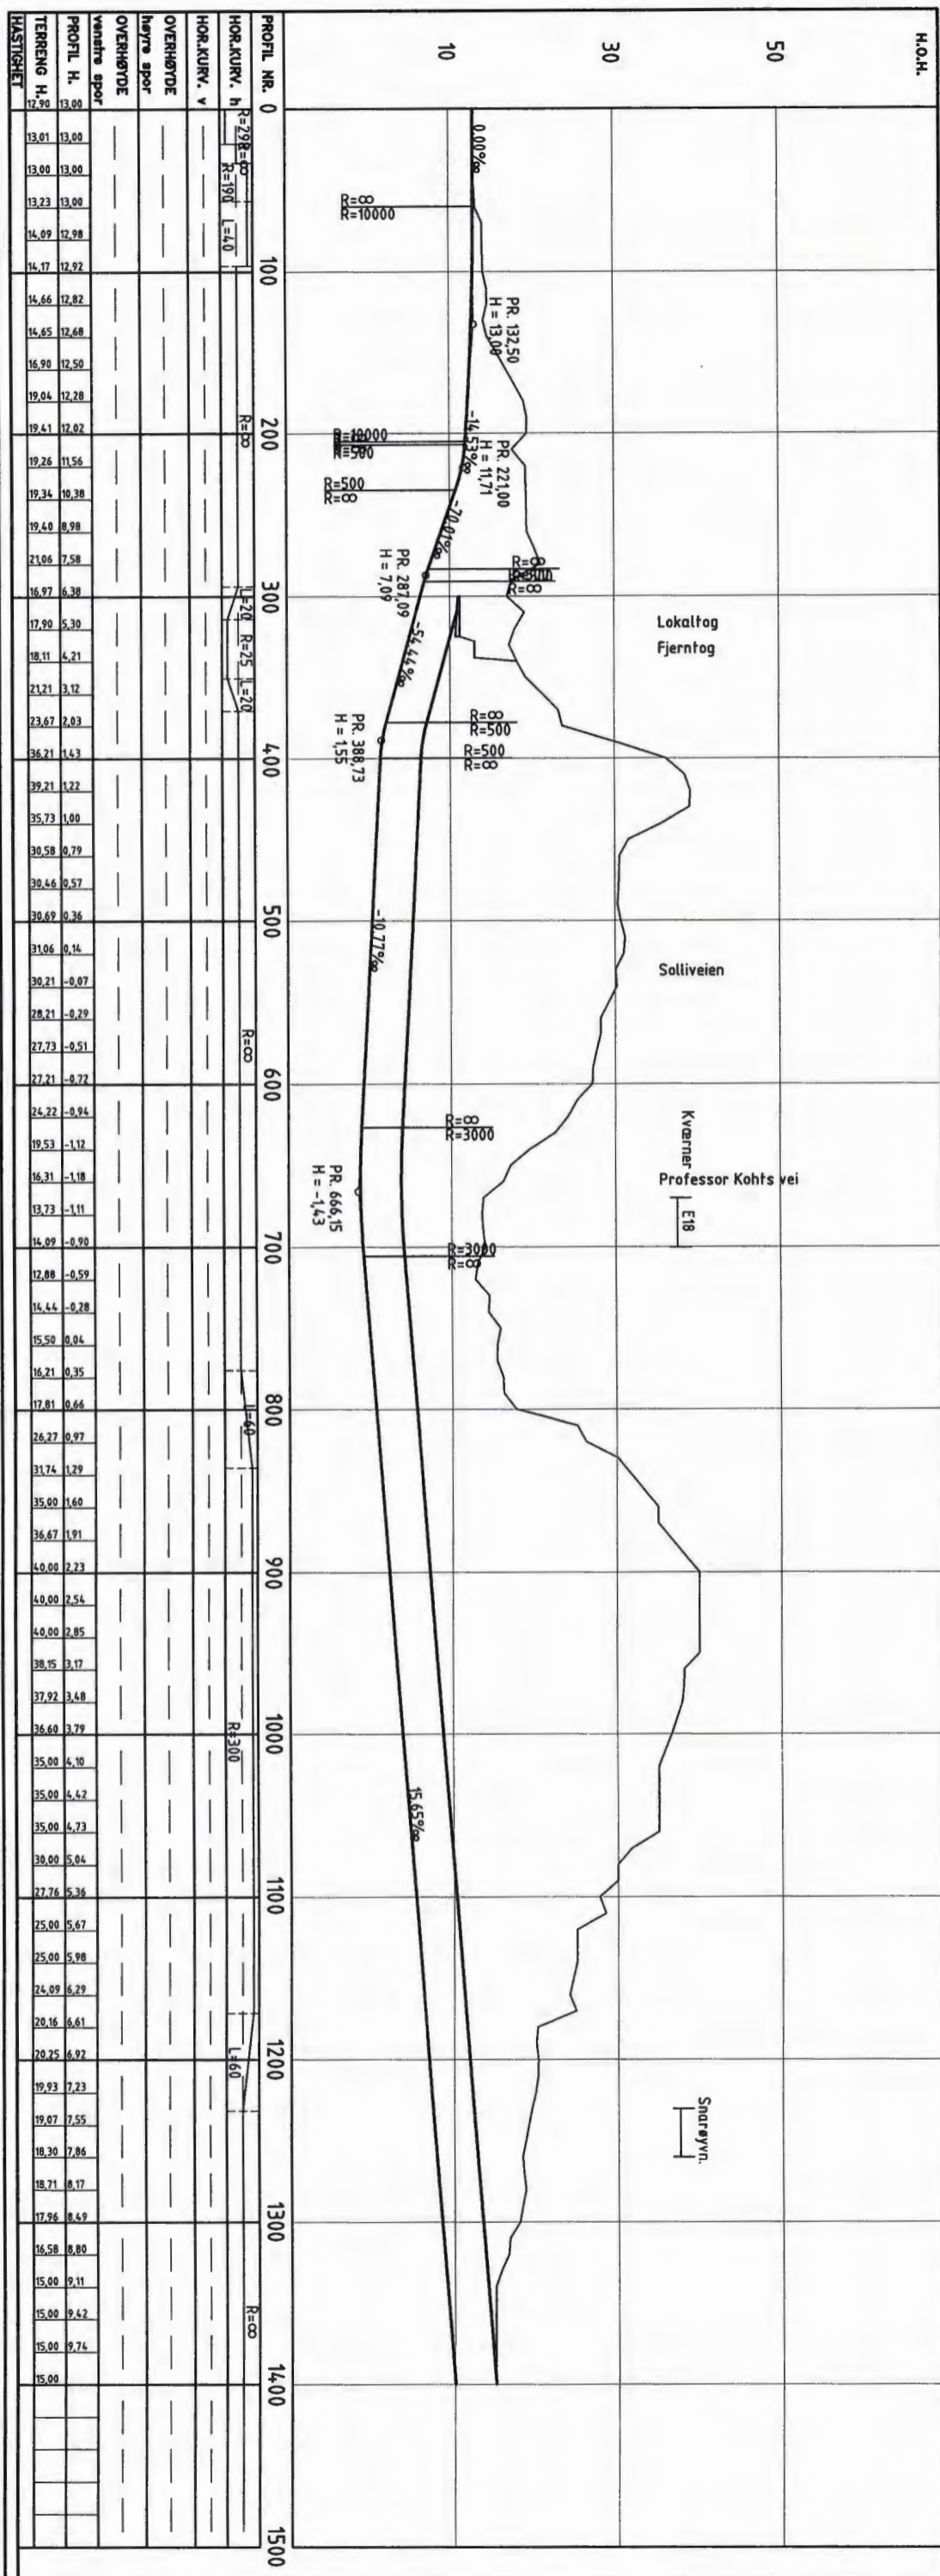 H.O.H.
50
30
10
0.00‰
R=∞
R=10000
PR. 132,50
H = 13,00
-14.53‰
R=10000
R=500
PR. 221,00
H = 11,71
R=500
R=∞
-70.01‰
PR. 287,09
H = 7,09
R=∞
R=∞
-54.44‰
Lokaltog
Fjerntog
PR. 388,73
H = 1,55
R=∞
R=500
R=500
R=∞
-10.77‰
Solliveien
R=∞
R=3000
Kværner
Professor Kohts vei
E18
PR. 666,15
H = -1,43
R=3000
R=∞
15.65‰
Snarøyvn.
PROFIL NR. 0 100 200 300 400 500 600 700 800 900 1000 1100 1200 1300 1400 1500
HOR.KURV. h R=298 R=∞ R=190 L=40 R=∞ L=20 R=25 L=20 R=∞ L=60 R=300 L=60 R=∞
HOR.KURV. v
OVERHØYDE
høyre spor
OVERHØYDE
venstre spor
PROFIL H. 13,00 13,00 13,00 13,00 12,98 12,92 12,82 12,68 12,50 12,28 12,02 11,56 10,38 8,98 7,58 6,38 5,30 4,21 3,12 2,03 1,43 1,22 1,00 0,79 0,57 0,36 0,14 -0,07 -0,29 -0,51 -0,72 -0,94 -1,12 -1,18 -1,11 -0,90 -0,59 -0,28 0,04 0,35 0,66 0,97 1,29 1,60 1,91 2,23 2,54 2,85 3,17 3,48 3,79 4,10 4,42 4,73 5,04 5,36 5,67 5,98 6,29 6,61 6,92 7,23 7,55 7,86 8,17 8,49 8,80 9,11 9,42 9,74
TERRENG H. 12,90 13,01 13,00 13,23 14,09 14,17 14,66 14,65 16,90 19,04 19,41 19,26 19,34 19,40 21,06 16,97 17,90 18,11 21,21 23,67 36,21 39,21 35,73 30,58 30,46 30,69 31,06 30,21 28,21 27,73 27,21 24,22 19,53 16,31 13,73 14,09 12,88 14,44 15,50 16,21 17,81 26,27 31,74 35,00 36,67 40,00 40,00 40,00 38,15 37,92 36,60 35,00 35,00 35,00 30,00 27,76 25,00 25,00 24,09 20,16 20,25 19,93 19,07 18,30 18,71 17,96 16,58 15,00 15,00 15,00 15,00
HASTIGHET